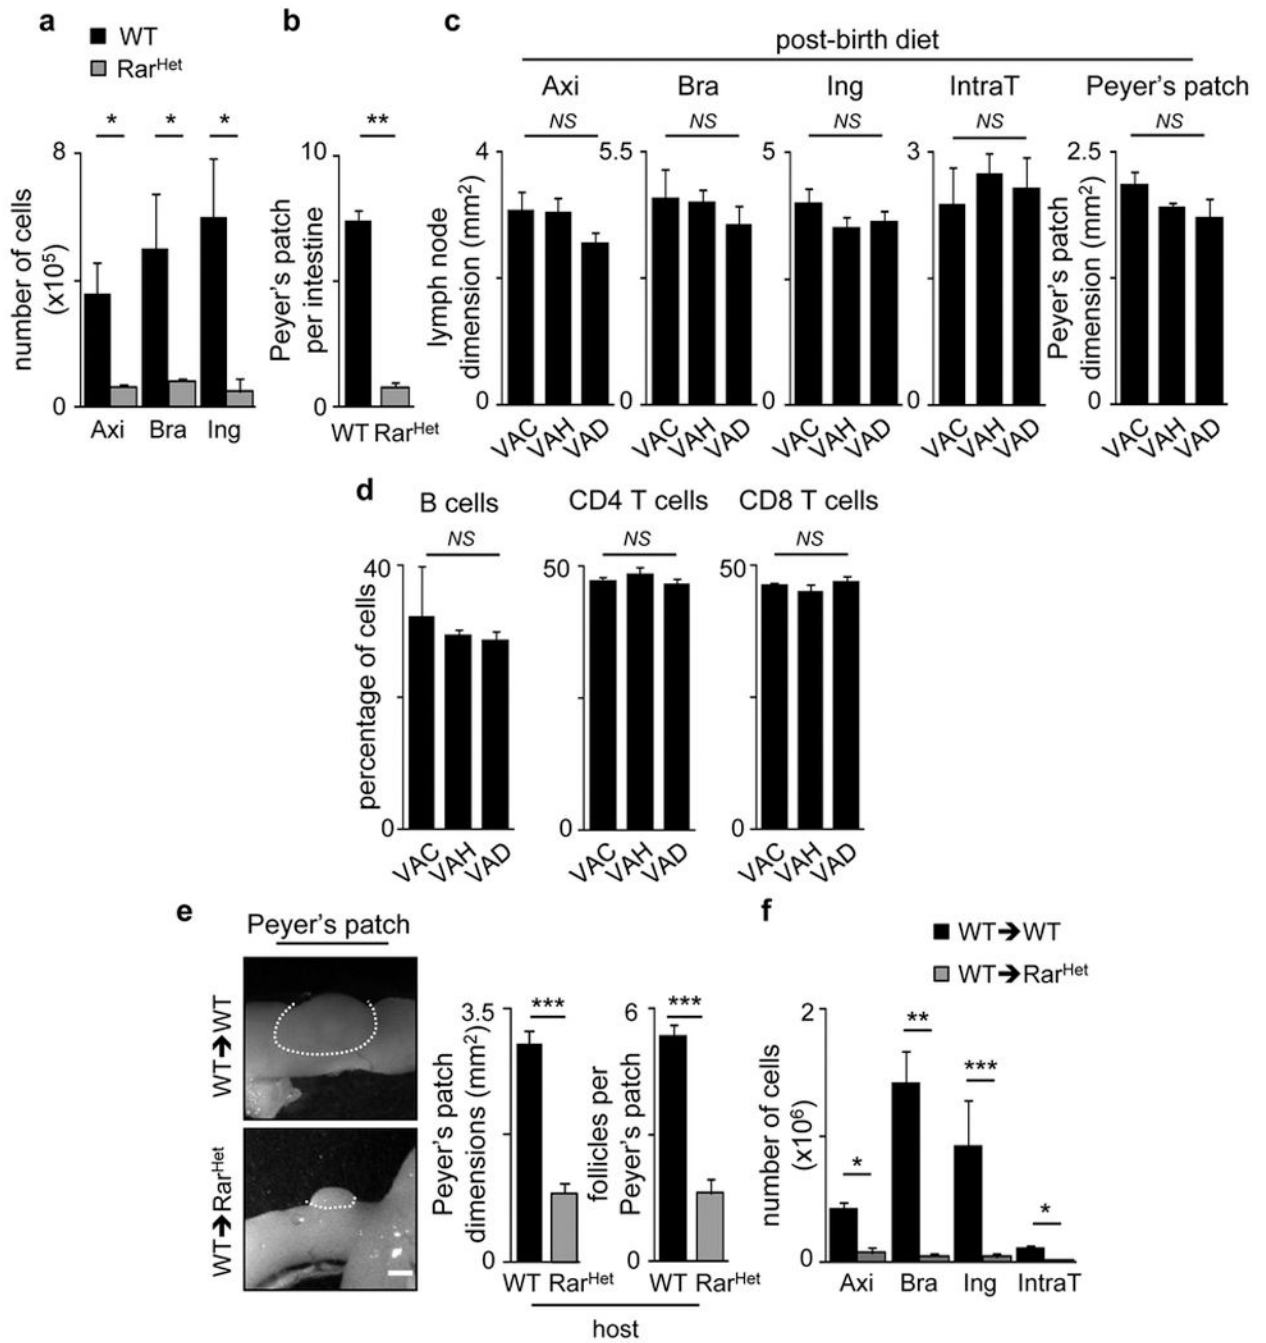 a
WT
Rar^Het
* * *
8
0
number of cells
(x10^5)
Axi Bra Ing
b
**
10
0
Peyer's patch
per intestine
WT Rar^Het
c
post-birth diet
Axi Bra Ing IntraT Peyer's patch
NS NS NS NS NS
lymph node
dimension (mm^2)
4
0
VAC VAH VAD
5.5
0
VAC VAH VAD
5
0
VAC VAH VAD
3
0
VAC VAH VAD
Peyer's patch
dimension (mm^2)
2.5
0
VAC VAH VAD
d
B cells CD4 T cells CD8 T cells
NS NS NS
percentage of cells
40
0
VAC VAH VAD
50
0
VAC VAH VAD
50
0
VAC VAH VAD
e
Peyer's patch
WT➔WT
WT➔Rar^Het
***
Peyer's patch
dimensions (mm^2)
3.5
0
WT Rar^Het
***
follicles per
Peyer's patch
6
0
WT Rar^Het
host
f
WT➔WT
WT➔Rar^Het
* ** *** *
number of cells
(x10^6)
2
0
Axi Bra Ing IntraT